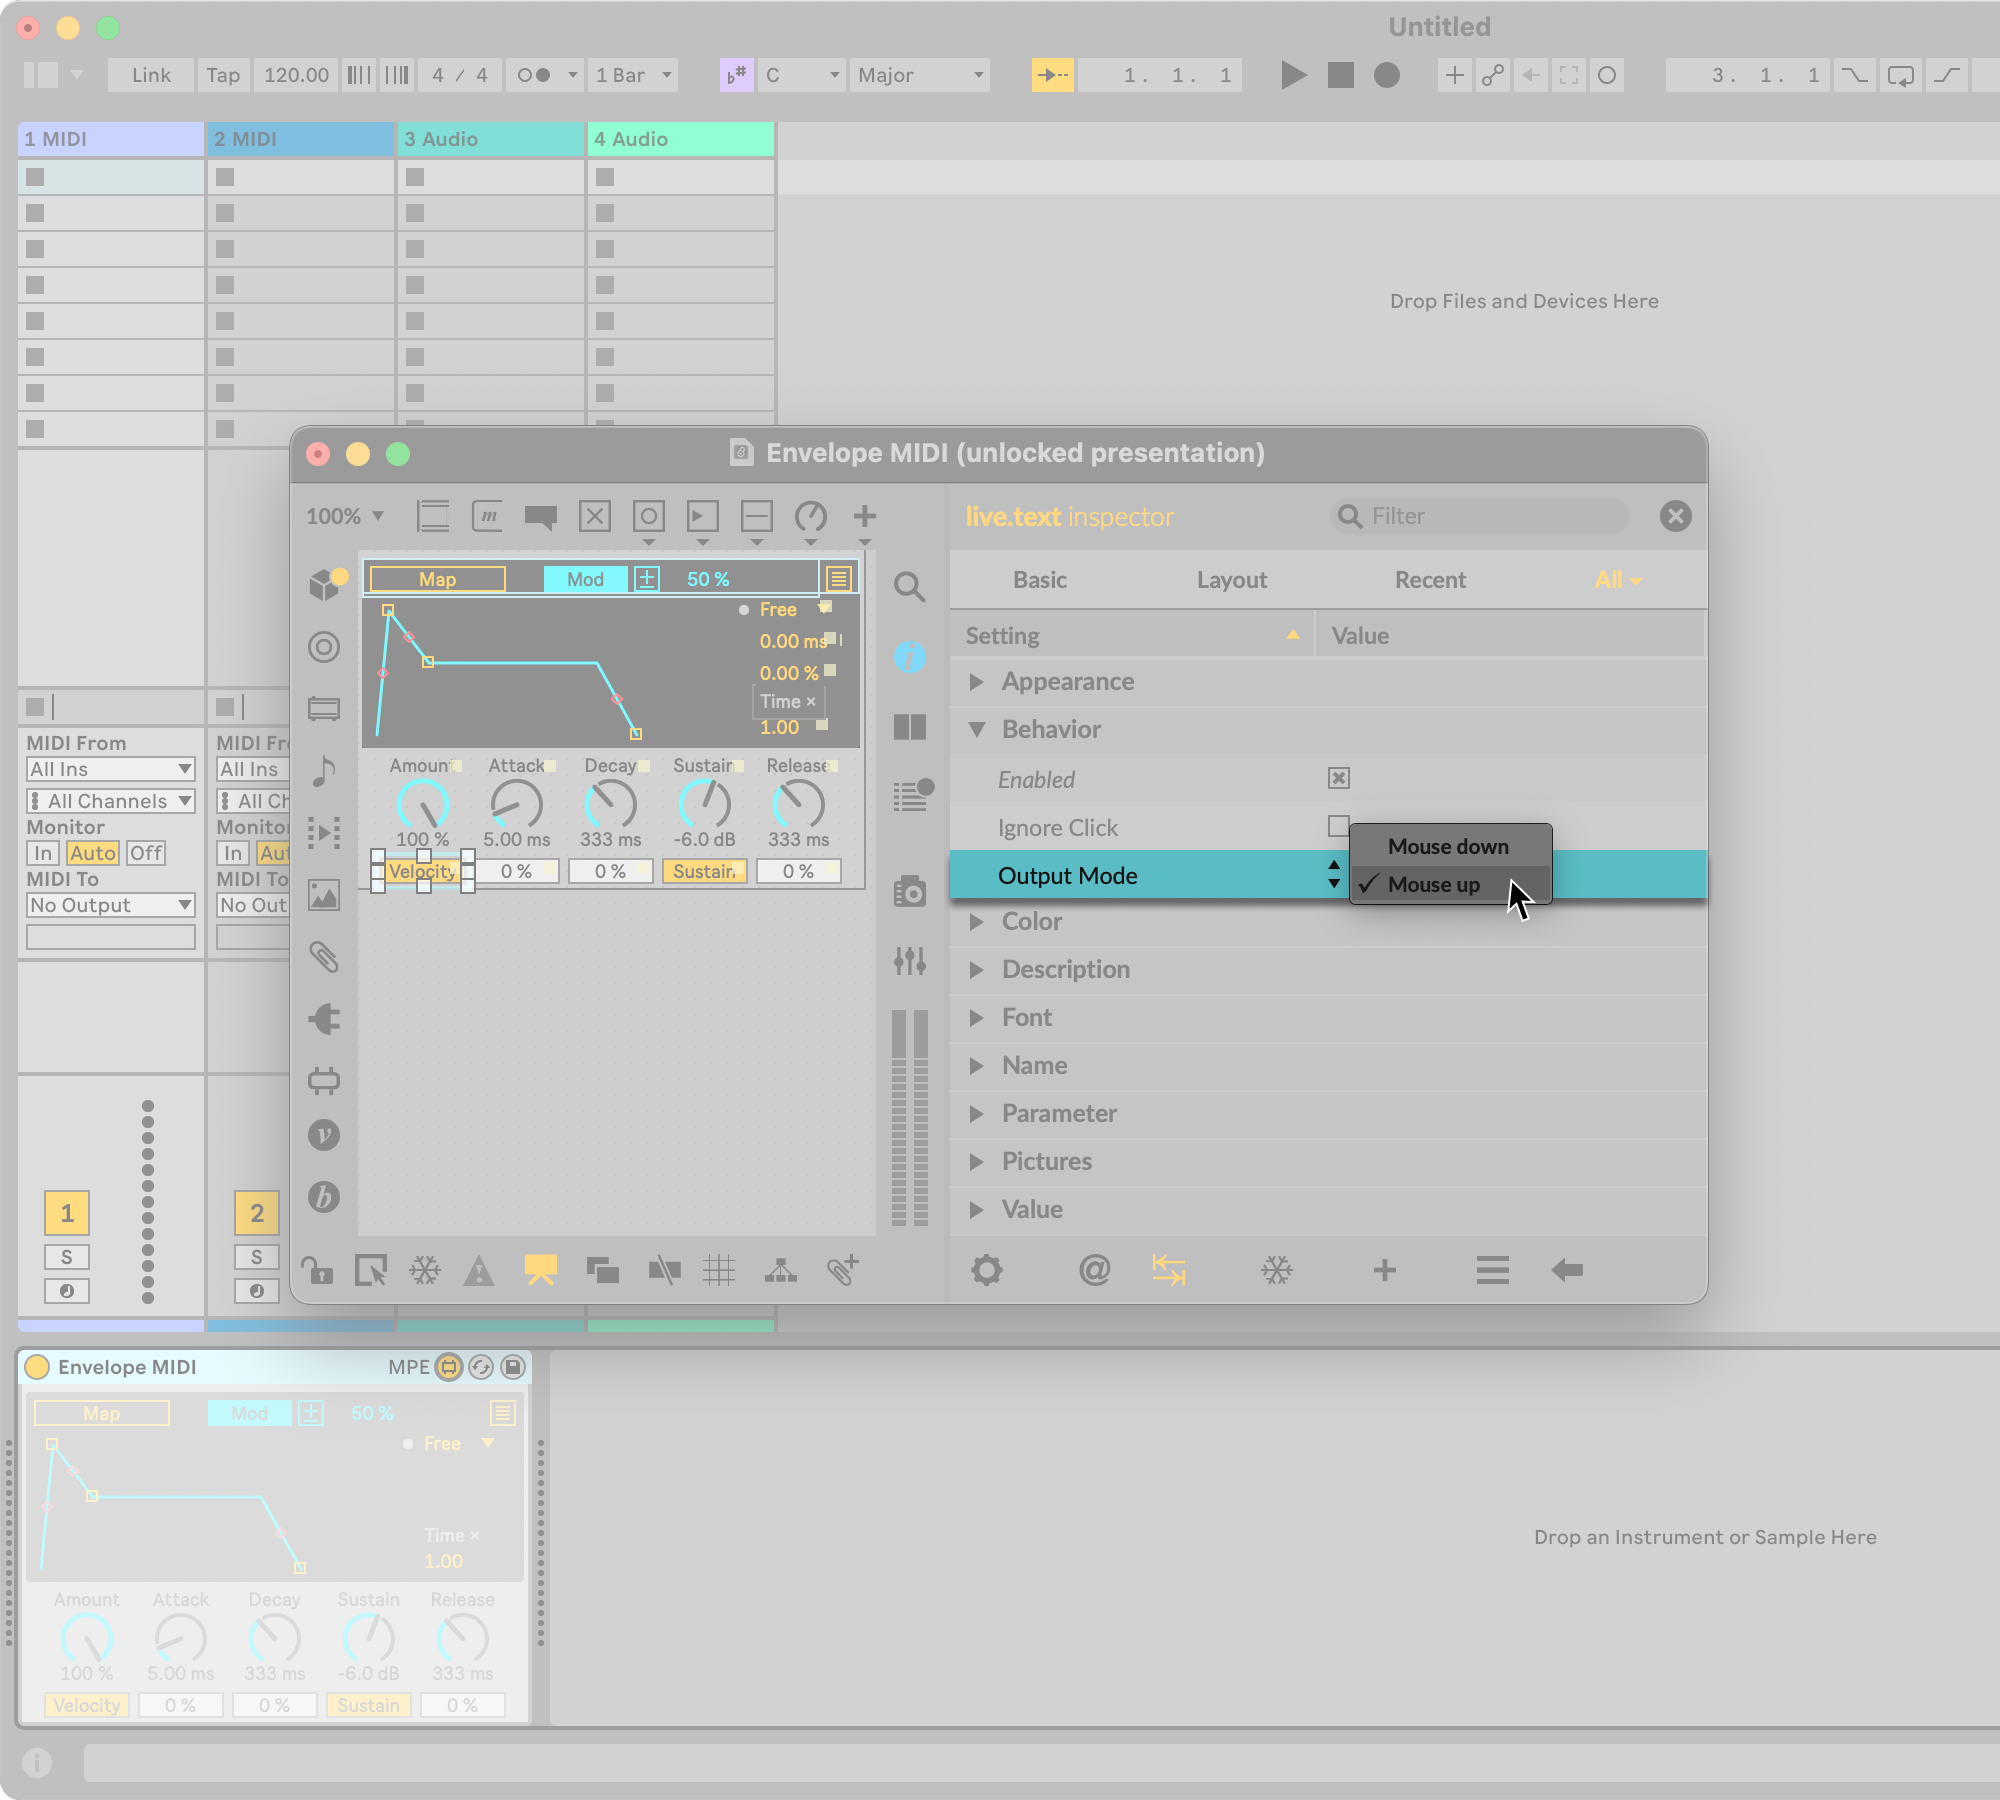 Untitled
Link Tap 120.00 4 / 4 1 Bar C Major 1. 1. 1 3. 1. 1
1 MIDI 2 MIDI 3 Audio 4 Audio
Drop Files and Devices Here
Envelope MIDI (unlocked presentation)
100% m
live.text inspector Filter
Map Mod ± 50 %
Basic Layout Recent All
Free
0.00 ms
0.00 %
Time ×
1.00
Setting Value
Appearance
Behavior
Enabled
Ignore Click
Output Mode
Mouse down
✓ Mouse up
Color
Description
Font
Name
Parameter
Pictures
Value
Amount Attack Decay Sustain Release
100 % 5.00 ms 333 ms -6.0 dB 333 ms
Velocity 0 % 0 % Sustain 0 %
MIDI From
All Ins
All Channels
Monitor
In Auto Off
MIDI To
No Output
MIDI Fr
All Ins
All Ch
Monitor
In Aut
MIDI To
No Out
i
v
b
@
1 2
S S
Envelope MIDI MPE
Map Mod ± 50 %
Free
Time ×
1.00
Amount Attack Decay Sustain Release
100 % 5.00 ms 333 ms -6.0 dB 333 ms
Velocity 0 % 0 % Sustain 0 %
Drop an Instrument or Sample Here
i